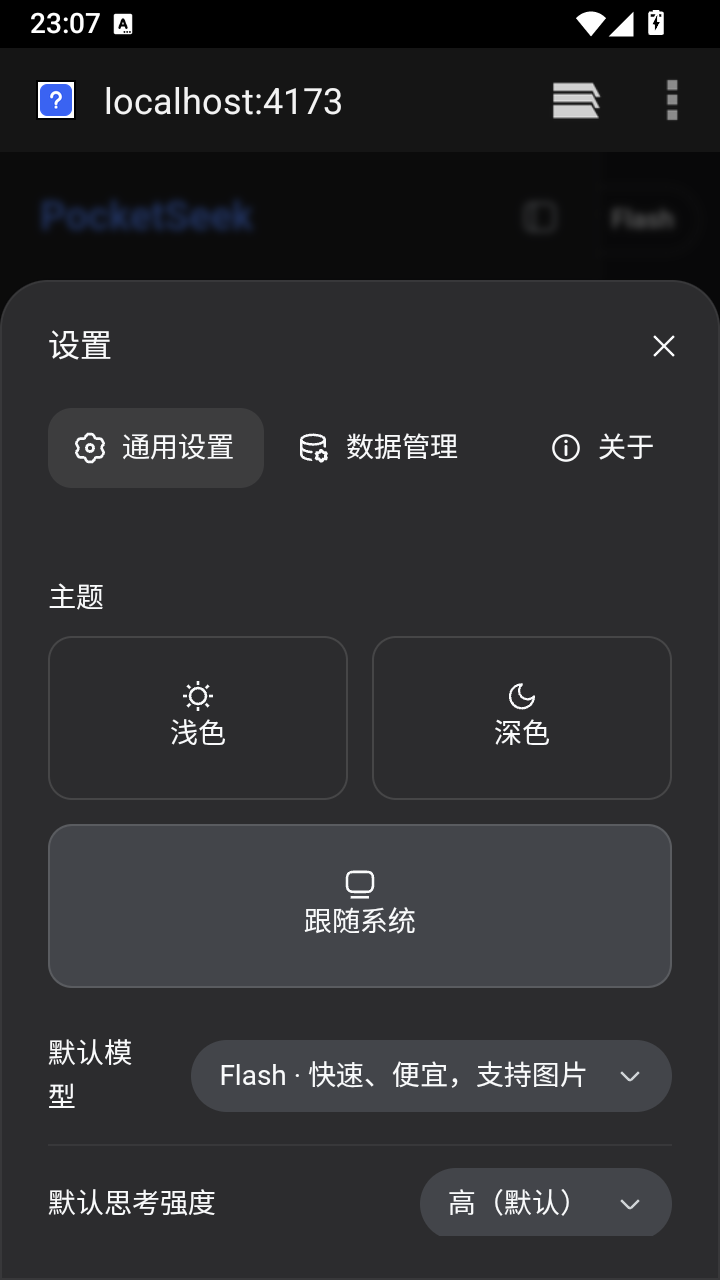 23:07
localhost:4173
PocketSeek
Flash
设置
通用设置
数据管理
关于
主题
浅色
深色
跟随系统
默认模
型
Flash · 快速、便宜，支持图片
默认思考强度
高（默认）